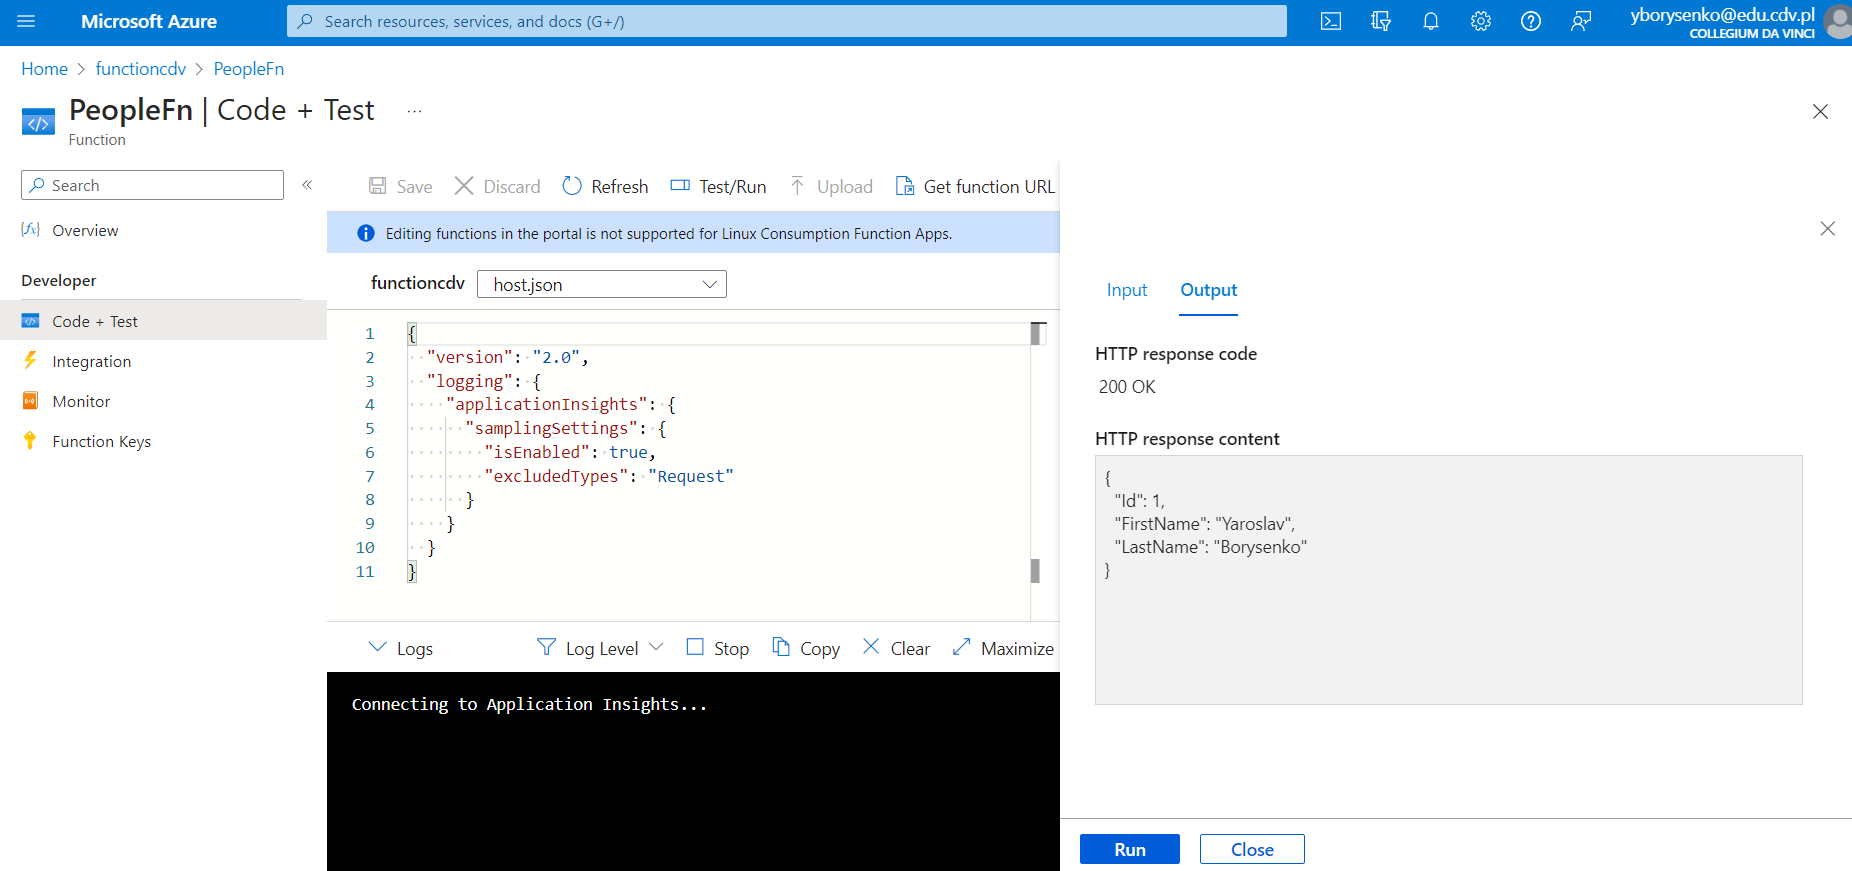 Microsoft Azure
Search resources, services, and docs (G+/)
yborysenko@edu.cdv.pl
COLLEGIUM DA VINCI
Home > functioncdv > PeopleFn
PeopleFn | Code + Test ...
Function
Search «
Overview
Developer
Code + Test
Integration
Monitor
Function Keys
Save Discard Refresh Test/Run Upload Get function URL
Editing functions in the portal is not supported for Linux Consumption Function Apps.
functioncdv host.json
1 {
2 "version": "2.0",
3 "logging": {
4 "applicationInsights": {
5 "samplingSettings": {
6 "isEnabled": true,
7 "excludedTypes": "Request"
8 }
9 }
10 }
11 }
Logs Log Level Stop Copy Clear Maximize
Connecting to Application Insights...
Input Output
HTTP response code
200 OK
HTTP response content
{
"Id": 1,
"FirstName": "Yaroslav",
"LastName": "Borysenko"
}
Run Close